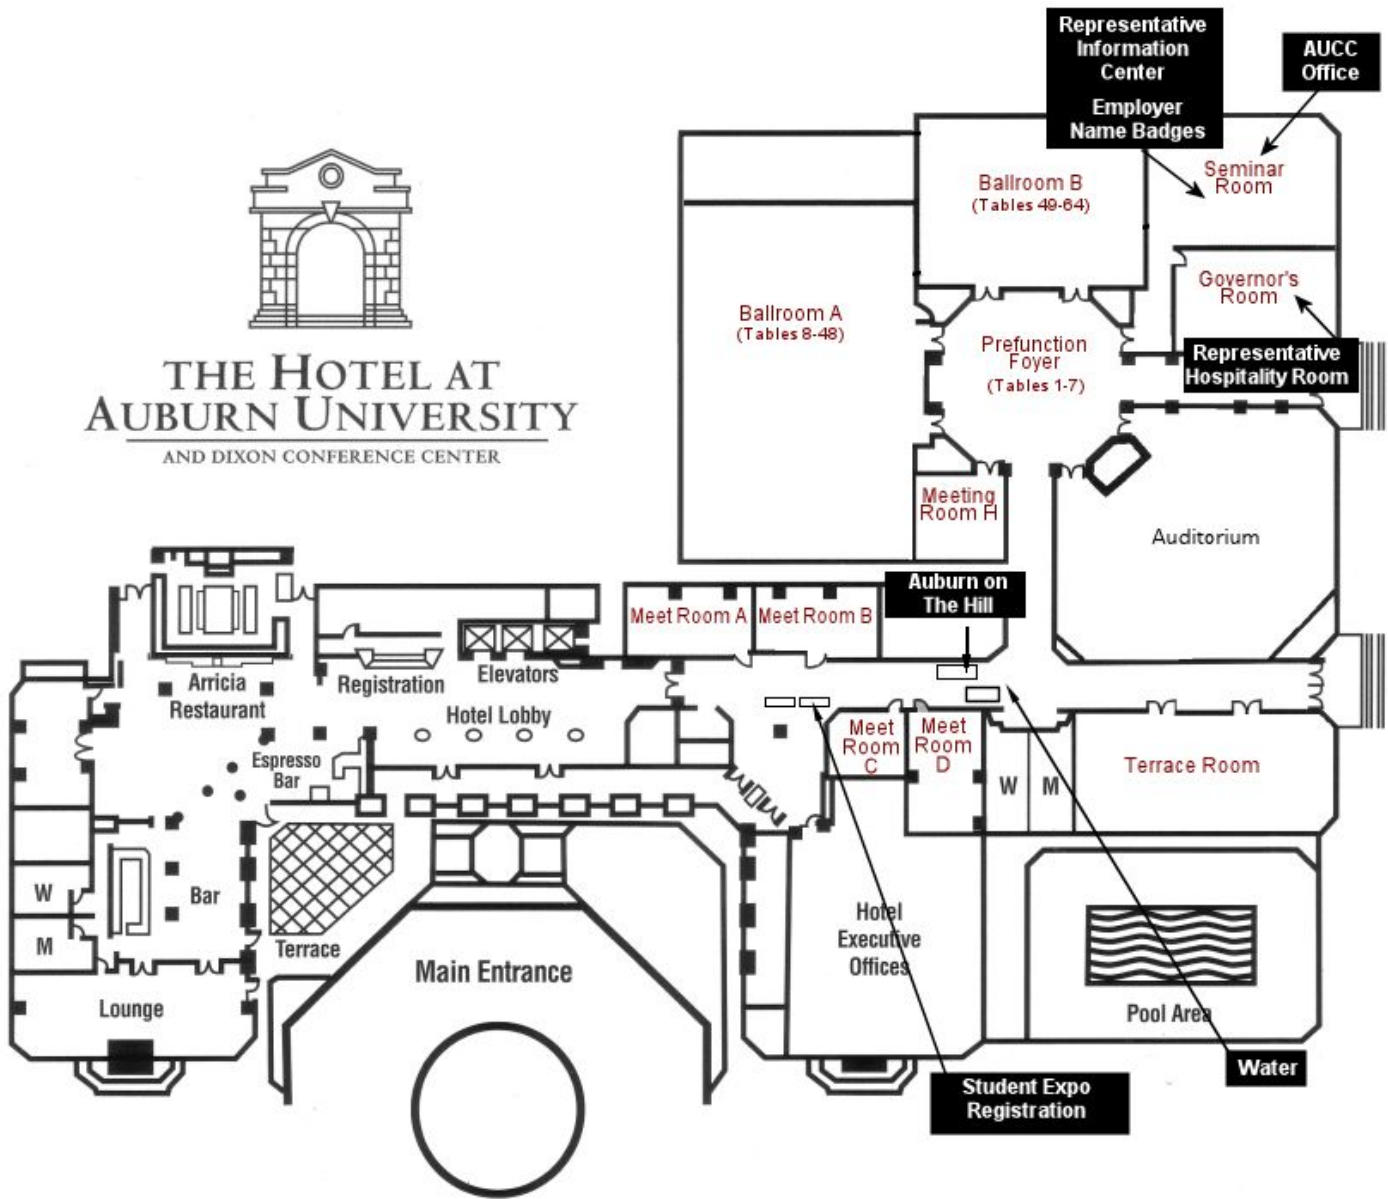 Representative
Information
Center
Employer
Name Badges
AUCC
Office
Seminar
Room
Ballroom B
(Tables 49-64)
Governor's
Room
Ballroom A
(Tables 8-48)
Prefunction
Foyer
(Tables 1-7)
Representative
Hospitality Room
THE HOTEL AT
AUBURN UNIVERSITY
AND DIXON CONFERENCE CENTER
Meeting
Room H
Auditorium
Auburn on
The Hill
Meet Room A
Meet Room B
Elevators
Registration
Arricia
Restaurant
Hotel Lobby
Espresso
Bar
Meet
Room
C
Meet
Room
D
W
M
Terrace Room
W
M
Bar
Terrace
Lounge
Main Entrance
Hotel
Executive
Offices
Pool Area
Water
Student Expo
Registration